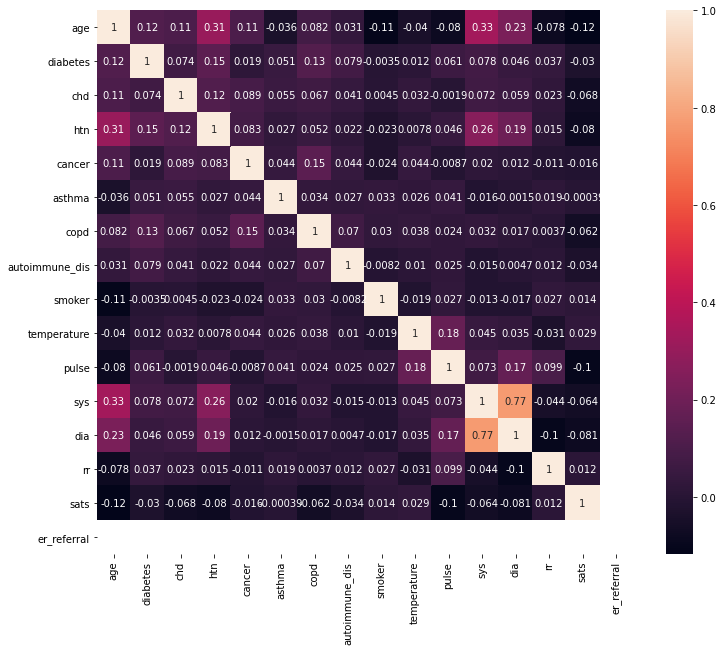 age 1 0.12 0.11 0.31 0.11 -0.036 0.082 0.031 -0.11 -0.04 -0.08 0.33 0.23 -0.078 -0.12
diabetes 0.12 1 0.074 0.15 0.019 0.051 0.13 0.079 -0.0035 0.012 0.061 0.078 0.046 0.037 -0.03
chd 0.11 0.074 1 0.12 0.089 0.055 0.067 0.041 0.0045 0.032 -0.0019 0.072 0.059 0.023 -0.068
htn 0.31 0.15 0.12 1 0.083 0.027 0.052 0.022 -0.023 0.0078 0.046 0.26 0.19 0.015 -0.08
cancer 0.11 0.019 0.089 0.083 1 0.044 0.15 0.044 -0.024 0.044 -0.0087 0.02 0.012 -0.011 -0.016
asthma -0.036 0.051 0.055 0.027 0.044 1 0.034 0.027 0.033 0.026 0.041 -0.016 -0.0015 0.019 -0.00039
copd 0.082 0.13 0.067 0.052 0.15 0.034 1 0.07 0.03 0.038 0.024 0.032 0.017 0.0037 -0.062
autoimmune_dis 0.031 0.079 0.041 0.022 0.044 0.027 0.07 1 -0.0082 0.01 0.025 -0.015 0.0047 0.012 -0.034
smoker -0.11 -0.0035 0.0045 -0.023 -0.024 0.033 0.03 -0.0082 1 -0.019 0.027 -0.013 -0.017 0.027 0.014
temperature -0.04 0.012 0.032 0.0078 0.044 0.026 0.038 0.01 -0.019 1 0.18 0.045 0.035 -0.031 0.029
pulse -0.08 0.061 -0.0019 0.046 -0.0087 0.041 0.024 0.025 0.027 0.18 1 0.073 0.17 0.099 -0.1
sys 0.33 0.078 0.072 0.26 0.02 -0.016 0.032 -0.015 -0.013 0.045 0.073 1 0.77 -0.044 -0.064
dia 0.23 0.046 0.059 0.19 0.012 -0.0015 0.017 0.0047 -0.017 0.035 0.17 0.77 1 -0.1 -0.081
rr -0.078 0.037 0.023 0.015 -0.011 0.019 0.0037 0.012 0.027 -0.031 0.099 -0.044 -0.1 1 0.012
sats -0.12 -0.03 -0.068 -0.08 -0.016 -0.00039 -0.062 -0.034 0.014 0.029 -0.1 -0.064 -0.081 0.012 1
er_referral
age diabetes chd htn cancer asthma copd autoimmune_dis smoker temperature pulse sys dia rr sats er_referral
1.0
0.8
0.6
0.4
0.2
0.0